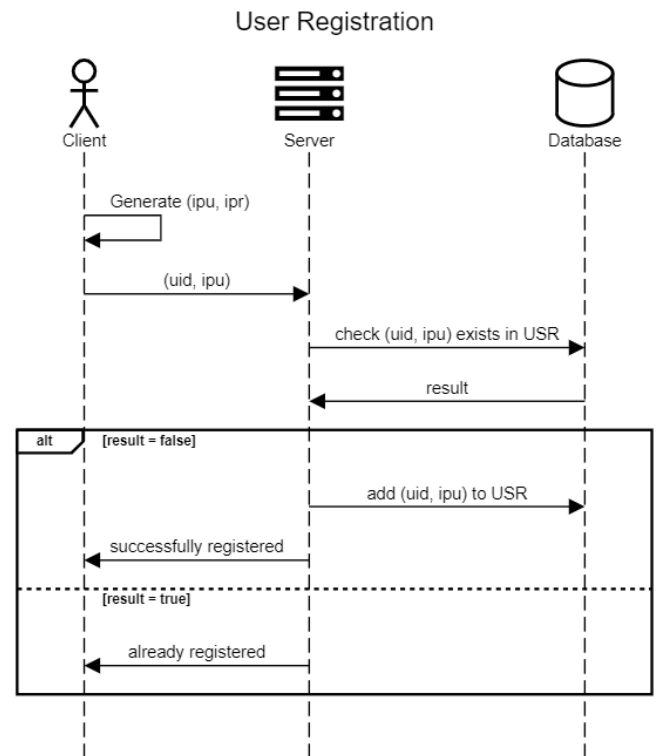 User Registration
Client
Server
Database
Generate (ipu, ipr)
(uid, ipu)
check (uid, ipu) exists in USR
result
alt
[result = false]
add (uid, ipu) to USR
successfully registered
[result = true]
already registered